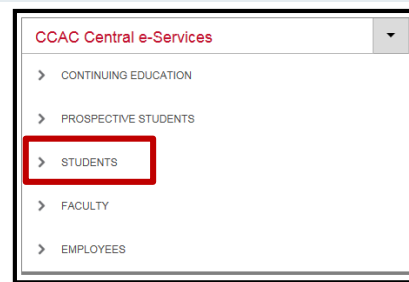 CCAC Central e-Services
CONTINUING EDUCATION
PROSPECTIVE STUDENTS
STUDENTS
FACULTY
EMPLOYEES